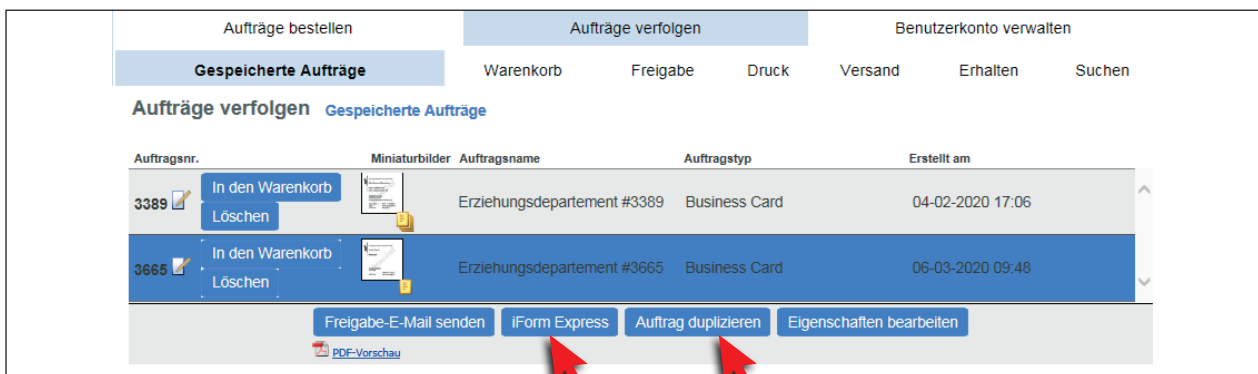 Aufträge bestellen Aufträge verfolgen Benutzerkonto verwalten
Gespeicherte Aufträge Warenkorb Freigabe Druck Versand Erhalten Suchen
Aufträge verfolgen Gespeicherte Aufträge
Auftragsnr. Miniaturbilder Auftragsname Auftragstyp Erstellt am
In den Warenkorb
3389 Erziehungsdepartement #3389 Business Card 04-02-2020 17:06
Löschen
In den Warenkorb
3665 Erziehungsdepartement #3665 Business Card 06-03-2020 09:48
Löschen
Freigabe-E-Mail senden iForm Express Auftrag duplizieren Eigenschaften bearbeiten
PDF-Vorschau